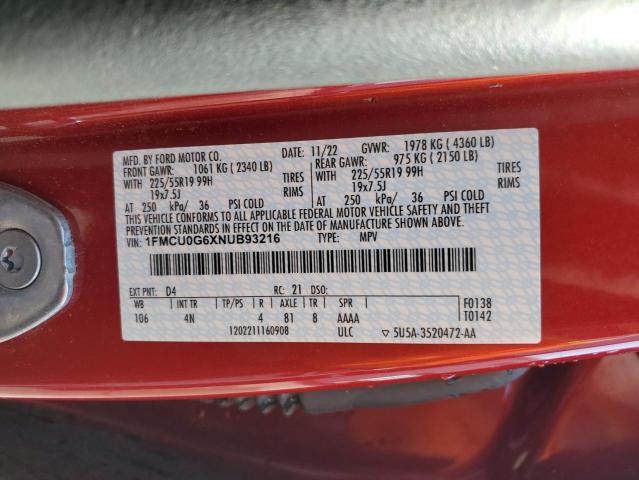 MFD. BY FORD MOTOR CO. 11/22 GVWR: 1978 KG ( 4360 LB)
FRONT GAWR: 1061 KG ( 2340 LB) REAR GAWR: 975 KG ( 2150 LB)
WITH 225/55R19 99H TIRES WITH 225/55R19 99H TIRES
19x7.5J RIMS 19x7.5J RIMS
AT 250 kPa/ 36 PSI COLD AT 250 kPa/ 36 PSI COLD
THIS VEHICLE CONFORMS TO ALL APPLICABLE FEDERAL MOTOR VEHICLE SAFETY AND THEFT
PREVENTION STANDARDS IN EFFECT ON THE DATE OF MANUFACTURE SHOWN ABOVE.
VIN: 1FMCU0G6XNUB93216 TYPE: MPV
EXT PNT: D4 RC: 21 DSO: F0138
WB INT TR TP/PS R AXLE TR SPR T0142
106 4N 4 81 8 AAAA
1202211160908 ULC ▽ 5U5A-3520472-AA